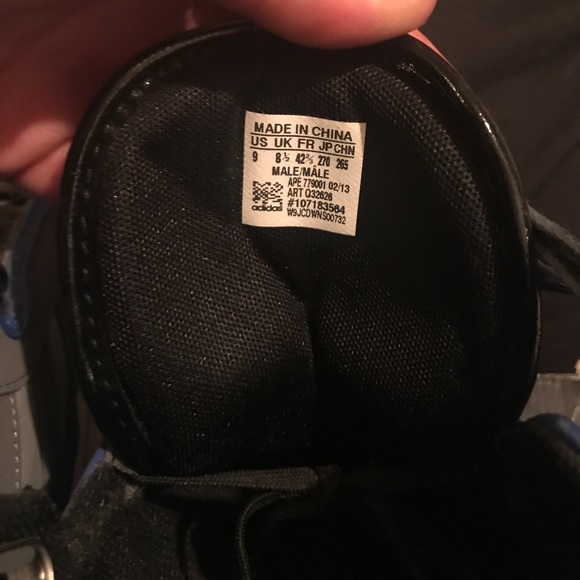 MADE IN CHINA
US UK FR JP CHN
9 8½ 42⅔ 270 265
MALE/MÂLE
APE 779001 02/13
ART Q32626
#107183564
adidas W9JCDWNS00732